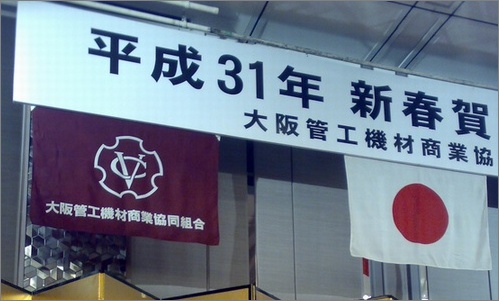 平成31年 新春賀
大阪管工機材商業協
VC
大阪管工機材商業協同組合